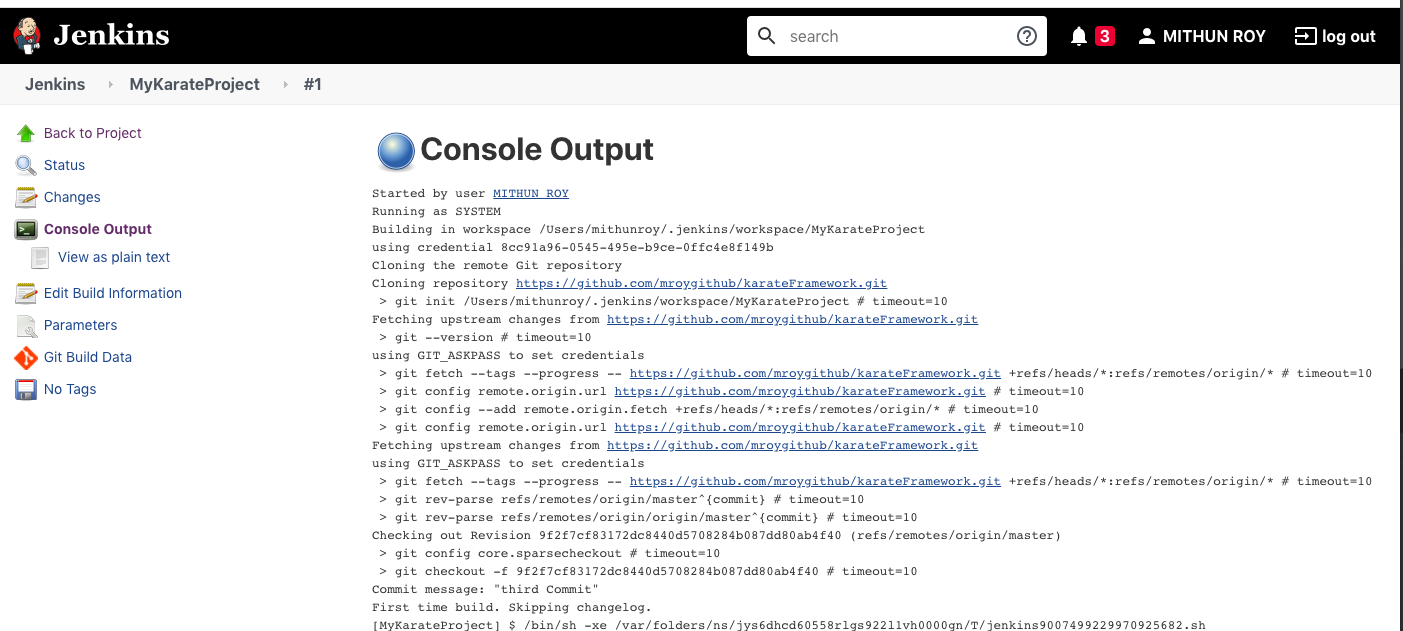 Jenkins
search
3
MITHUN ROY
log out
Jenkins
MyKarateProject
#1
Back to Project
Status
Changes
Console Output
View as plain text
Edit Build Information
Parameters
Git Build Data
No Tags
Console Output
Started by user MITHUN ROY
Running as SYSTEM
Building in workspace /Users/mithunroy/.jenkins/workspace/MyKarateProject
using credential 8cc91a96-0545-495e-b9ce-0ffc4e8f149b
Cloning the remote Git repository
Cloning repository https://github.com/mroygithub/karateFramework.git
 > git init /Users/mithunroy/.jenkins/workspace/MyKarateProject # timeout=10
Fetching upstream changes from https://github.com/mroygithub/karateFramework.git
 > git --version # timeout=10
using GIT_ASKPASS to set credentials
 > git fetch --tags --progress -- https://github.com/mroygithub/karateFramework.git +refs/heads/*:refs/remotes/origin/* # timeout=10
 > git config remote.origin.url https://github.com/mroygithub/karateFramework.git # timeout=10
 > git config --add remote.origin.fetch +refs/heads/*:refs/remotes/origin/* # timeout=10
 > git config remote.origin.url https://github.com/mroygithub/karateFramework.git # timeout=10
Fetching upstream changes from https://github.com/mroygithub/karateFramework.git
using GIT_ASKPASS to set credentials
 > git fetch --tags --progress -- https://github.com/mroygithub/karateFramework.git +refs/heads/*:refs/remotes/origin/* # timeout=10
 > git rev-parse refs/remotes/origin/master^{commit} # timeout=10
 > git rev-parse refs/remotes/origin/origin/master^{commit} # timeout=10
Checking out Revision 9f2f7cf83172dc8440d5708284b087dd80ab4f40 (refs/remotes/origin/master)
 > git config core.sparsecheckout # timeout=10
 > git checkout -f 9f2f7cf83172dc8440d5708284b087dd80ab4f40 # timeout=10
Commit message: "third Commit"
First time build. Skipping changelog.
[MyKarateProject] $ /bin/sh -xe /var/folders/ns/jys6dhcd60558rlgs922l1vh0000gn/T/jenkins9007499229970925682.sh